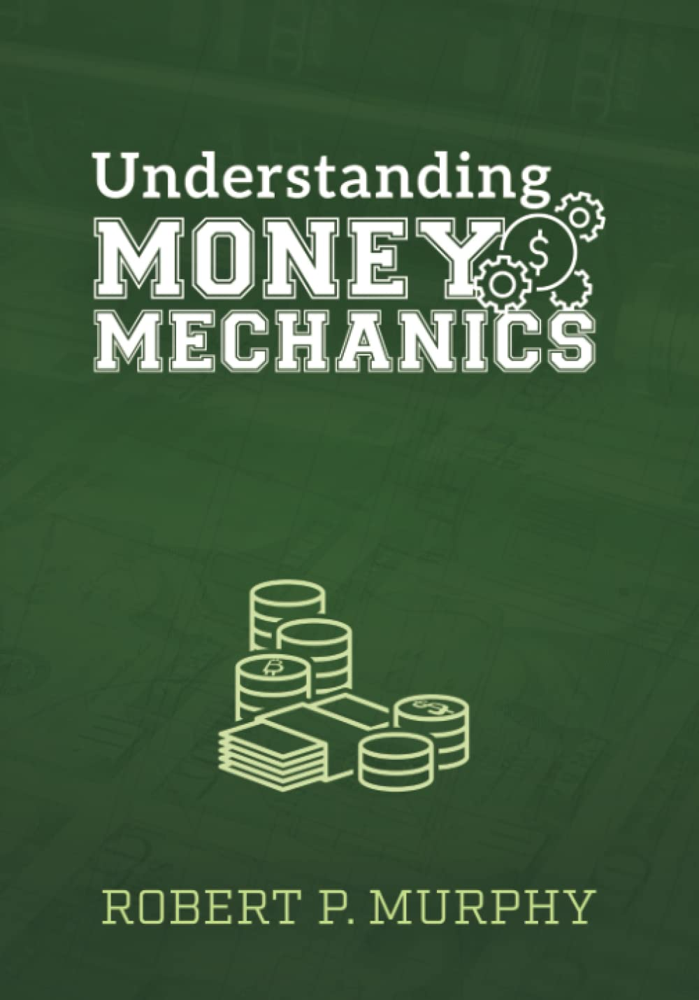 Understanding
MONEY
$
MECHANICS
ROBERT P. MURPHY